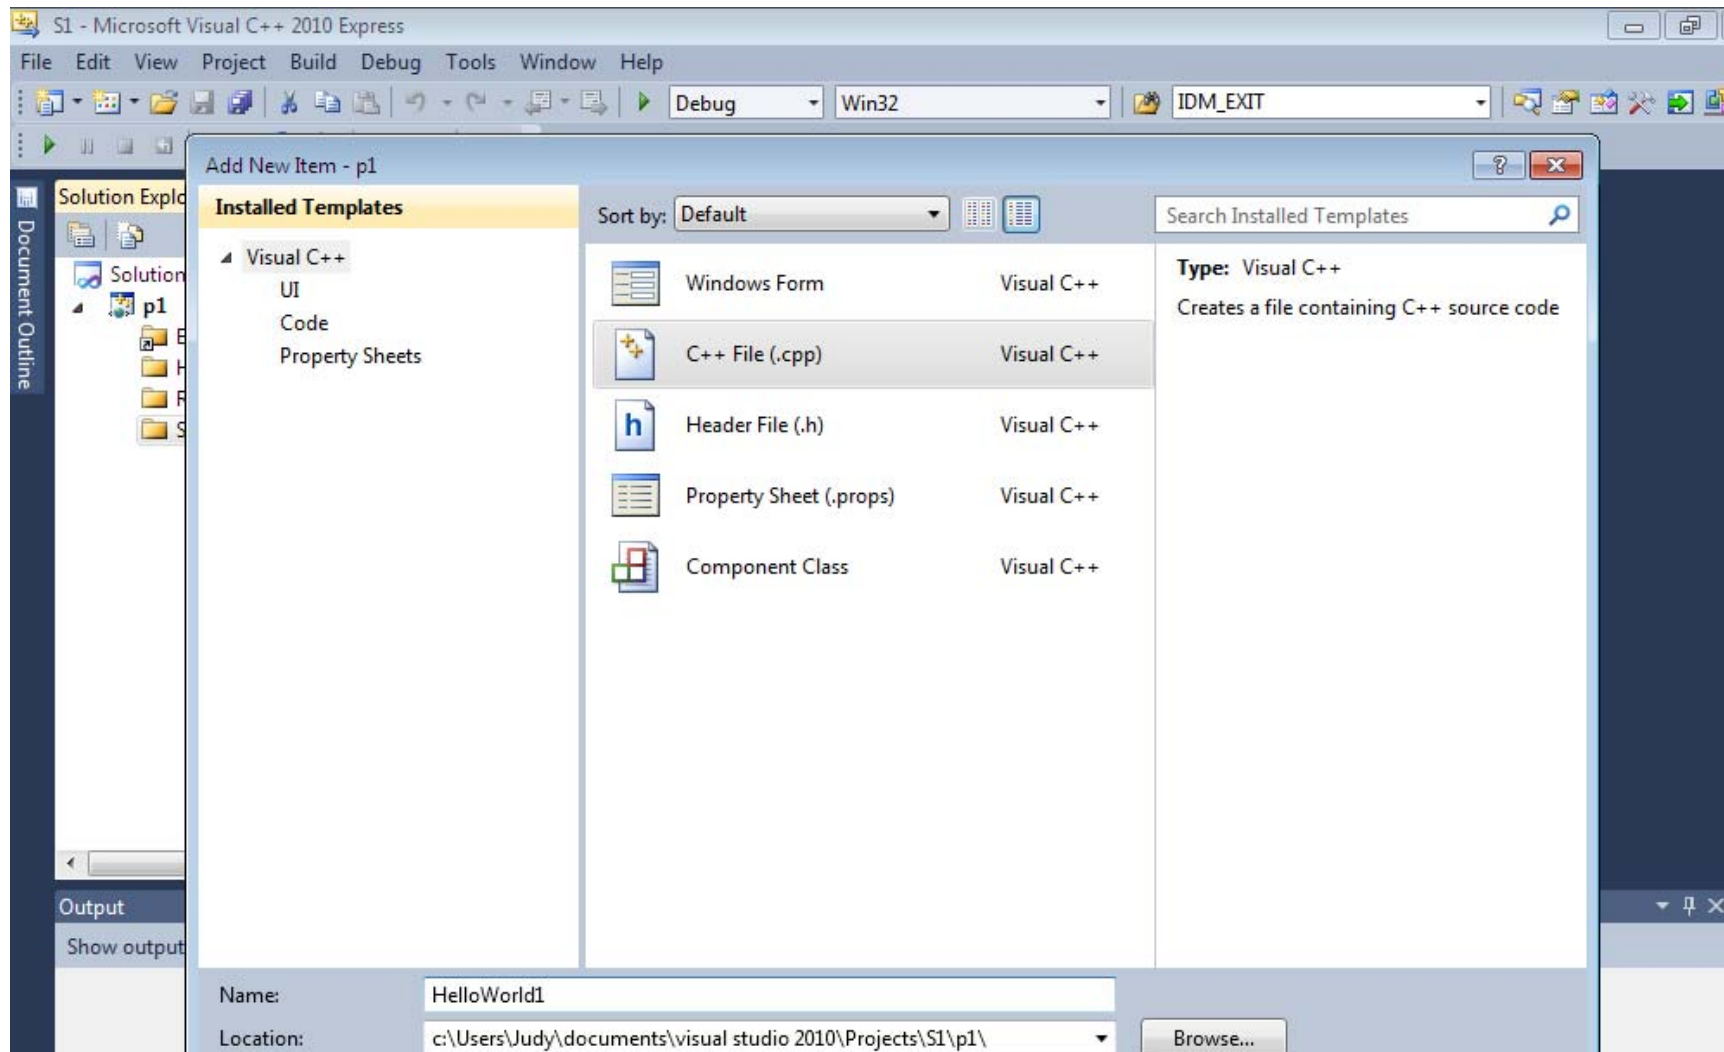 S1 - Microsoft Visual C++ 2010 Express
File Edit View Project Build Debug Tools Window Help
Debug Win32 IDM_EXIT
Document Outline
Solution Explo
Solution
p1
E
H
R
S
Add New Item - p1
Installed Templates
Visual C++
UI
Code
Property Sheets
Sort by: Default
Search Installed Templates
Windows Form Visual C++
C++ File (.cpp) Visual C++
Header File (.h) Visual C++
Property Sheet (.props) Visual C++
Component Class Visual C++
Type: Visual C++
Creates a file containing C++ source code
Output
Show output
Name: HelloWorld1
Location: c:\Users\Judy\documents\visual studio 2010\Projects\S1\p1\ Browse...